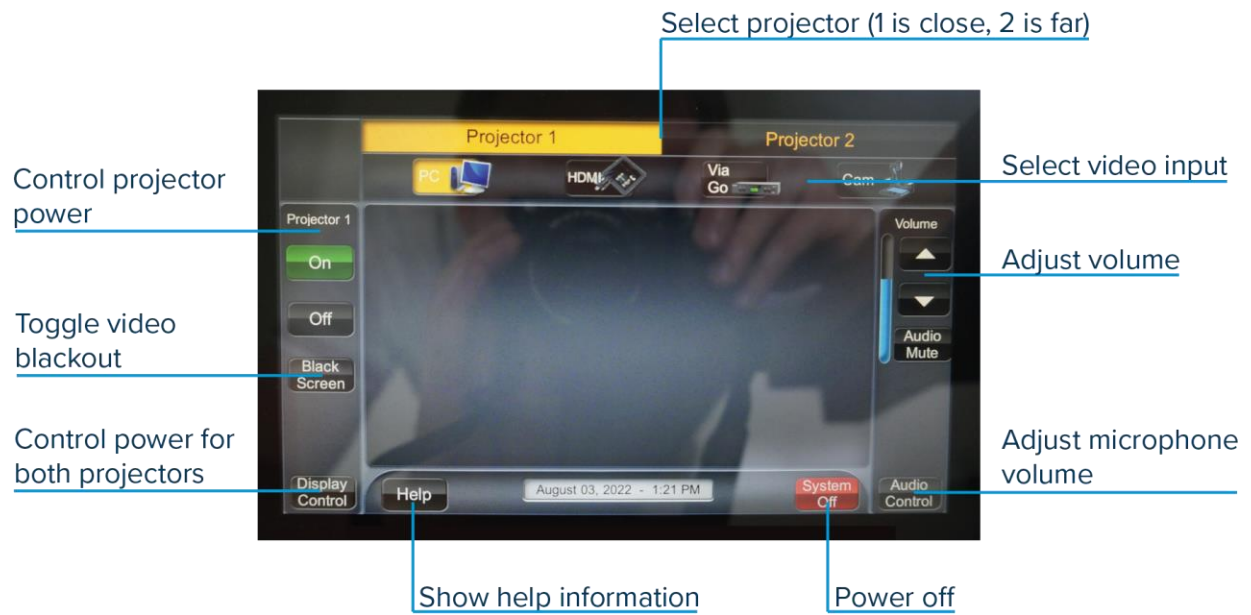 Select projector (1 is close, 2 is far)
Projector 1
Projector 2
PC
HDMI
Via
Go
Cam
Select video input
Control projector
power
Projector 1
On
Off
Toggle video
blackout
Black
Screen
Control power for
both projectors
Display
Control
Help
August 03, 2022 - 1:21 PM
System
Off
Volume
Adjust volume
Audio
Mute
Adjust microphone
volume
Audio
Control
Show help information
Power off